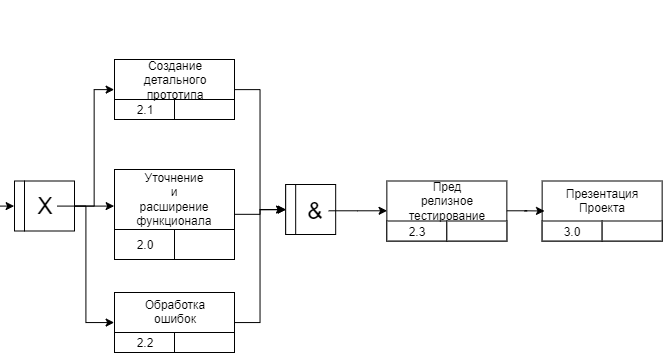 Создание
детального
прототипа
2.1
X
Уточнение
и
расширение
функционала
2.0
&
Пред
релизное
тестирование
2.3
Презентация
Проекта
3.0
Обработка
ошибок
2.2